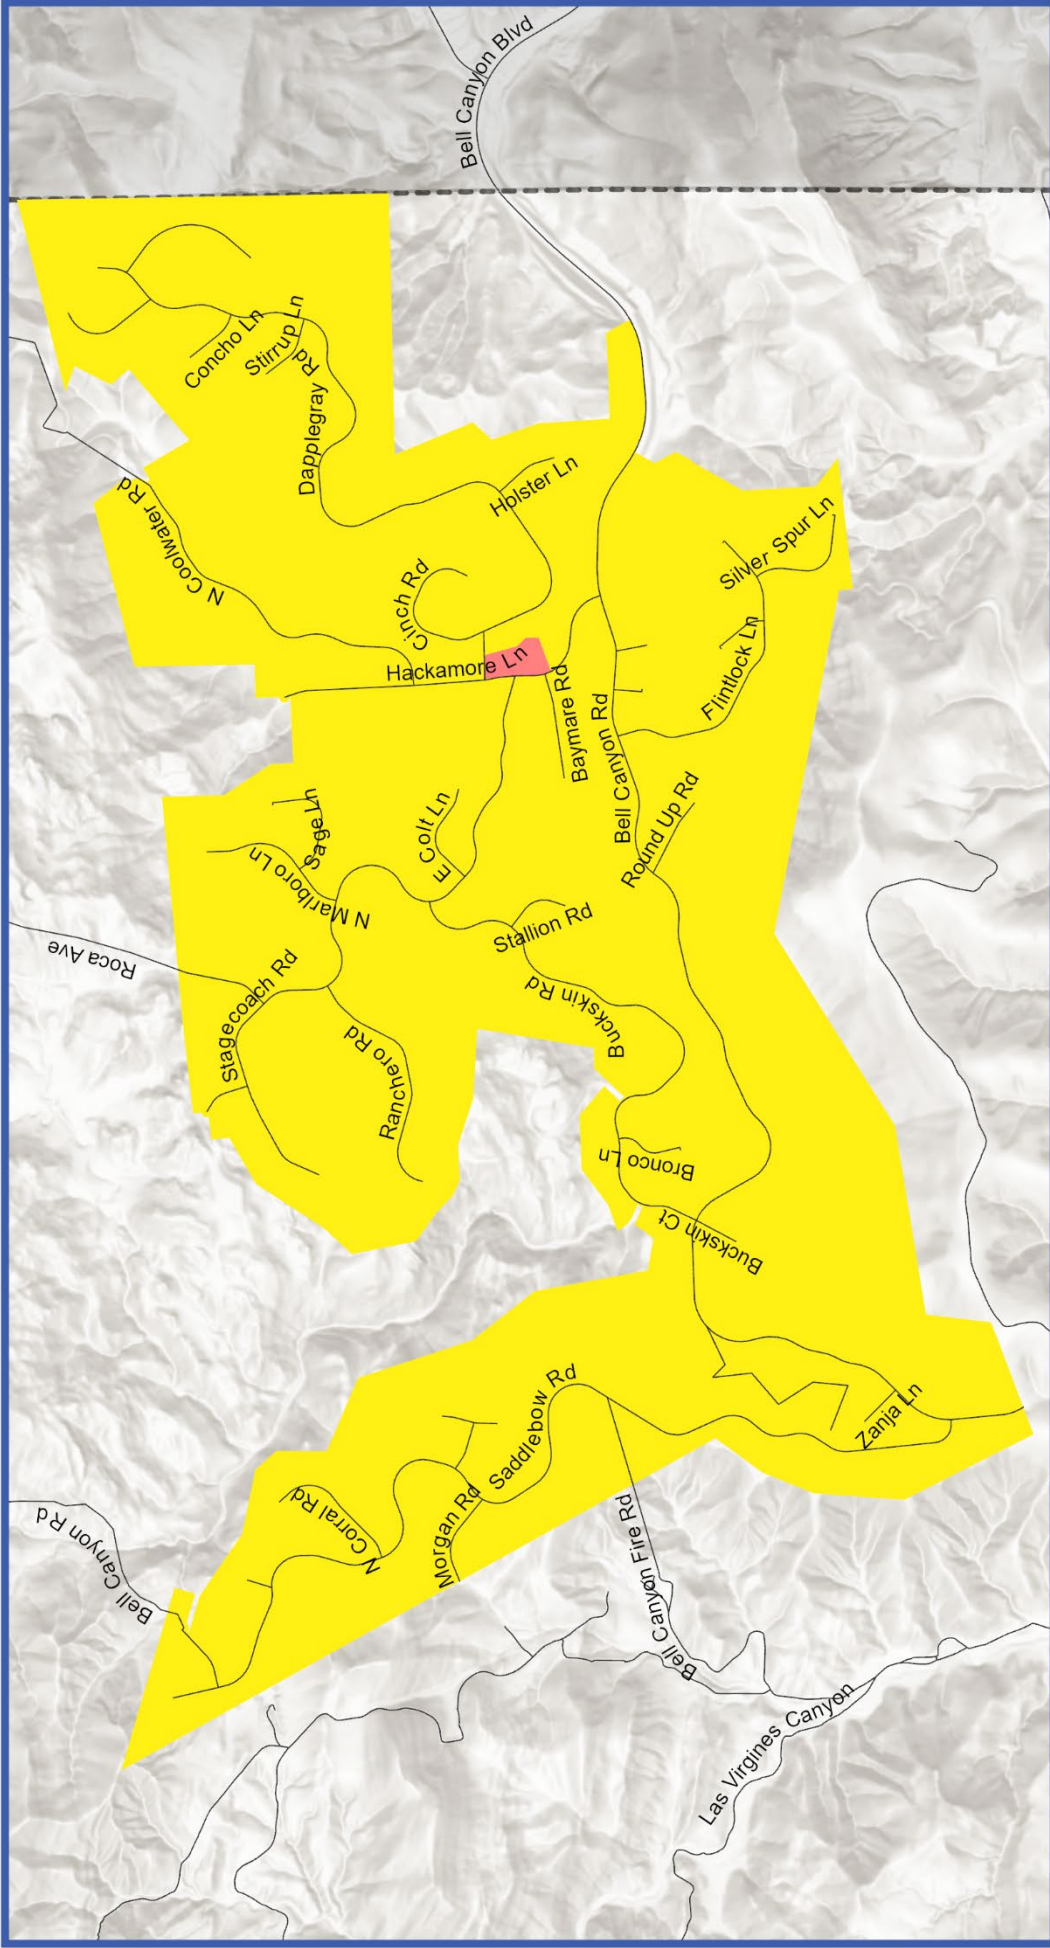 Bell Canyon Blvd
Concho Ln
Stirrup Ln
Dapplegray Rd
Holster Ln
N Coolwater Rd
Silver Spur Ln
Cinch Rd
Flintlock Ln
Hackamore Ln
Baymare Rd
Bell Canyon Rd
Round Up Rd
Sage Ln
E Colt Ln
N Marlboro Ln
Stallion Rd
Roca Ave
Stagecoach Rd
Buckskin Rd
Ranchero Rd
Bronco Ln
Buckskin Ct
Saddlebow Rd
Zanja Ln
N Corral Rd
Morgan Rd
Bell Canyon Rd
Bell Canyon Fire Rd
Las Virgines Canyon